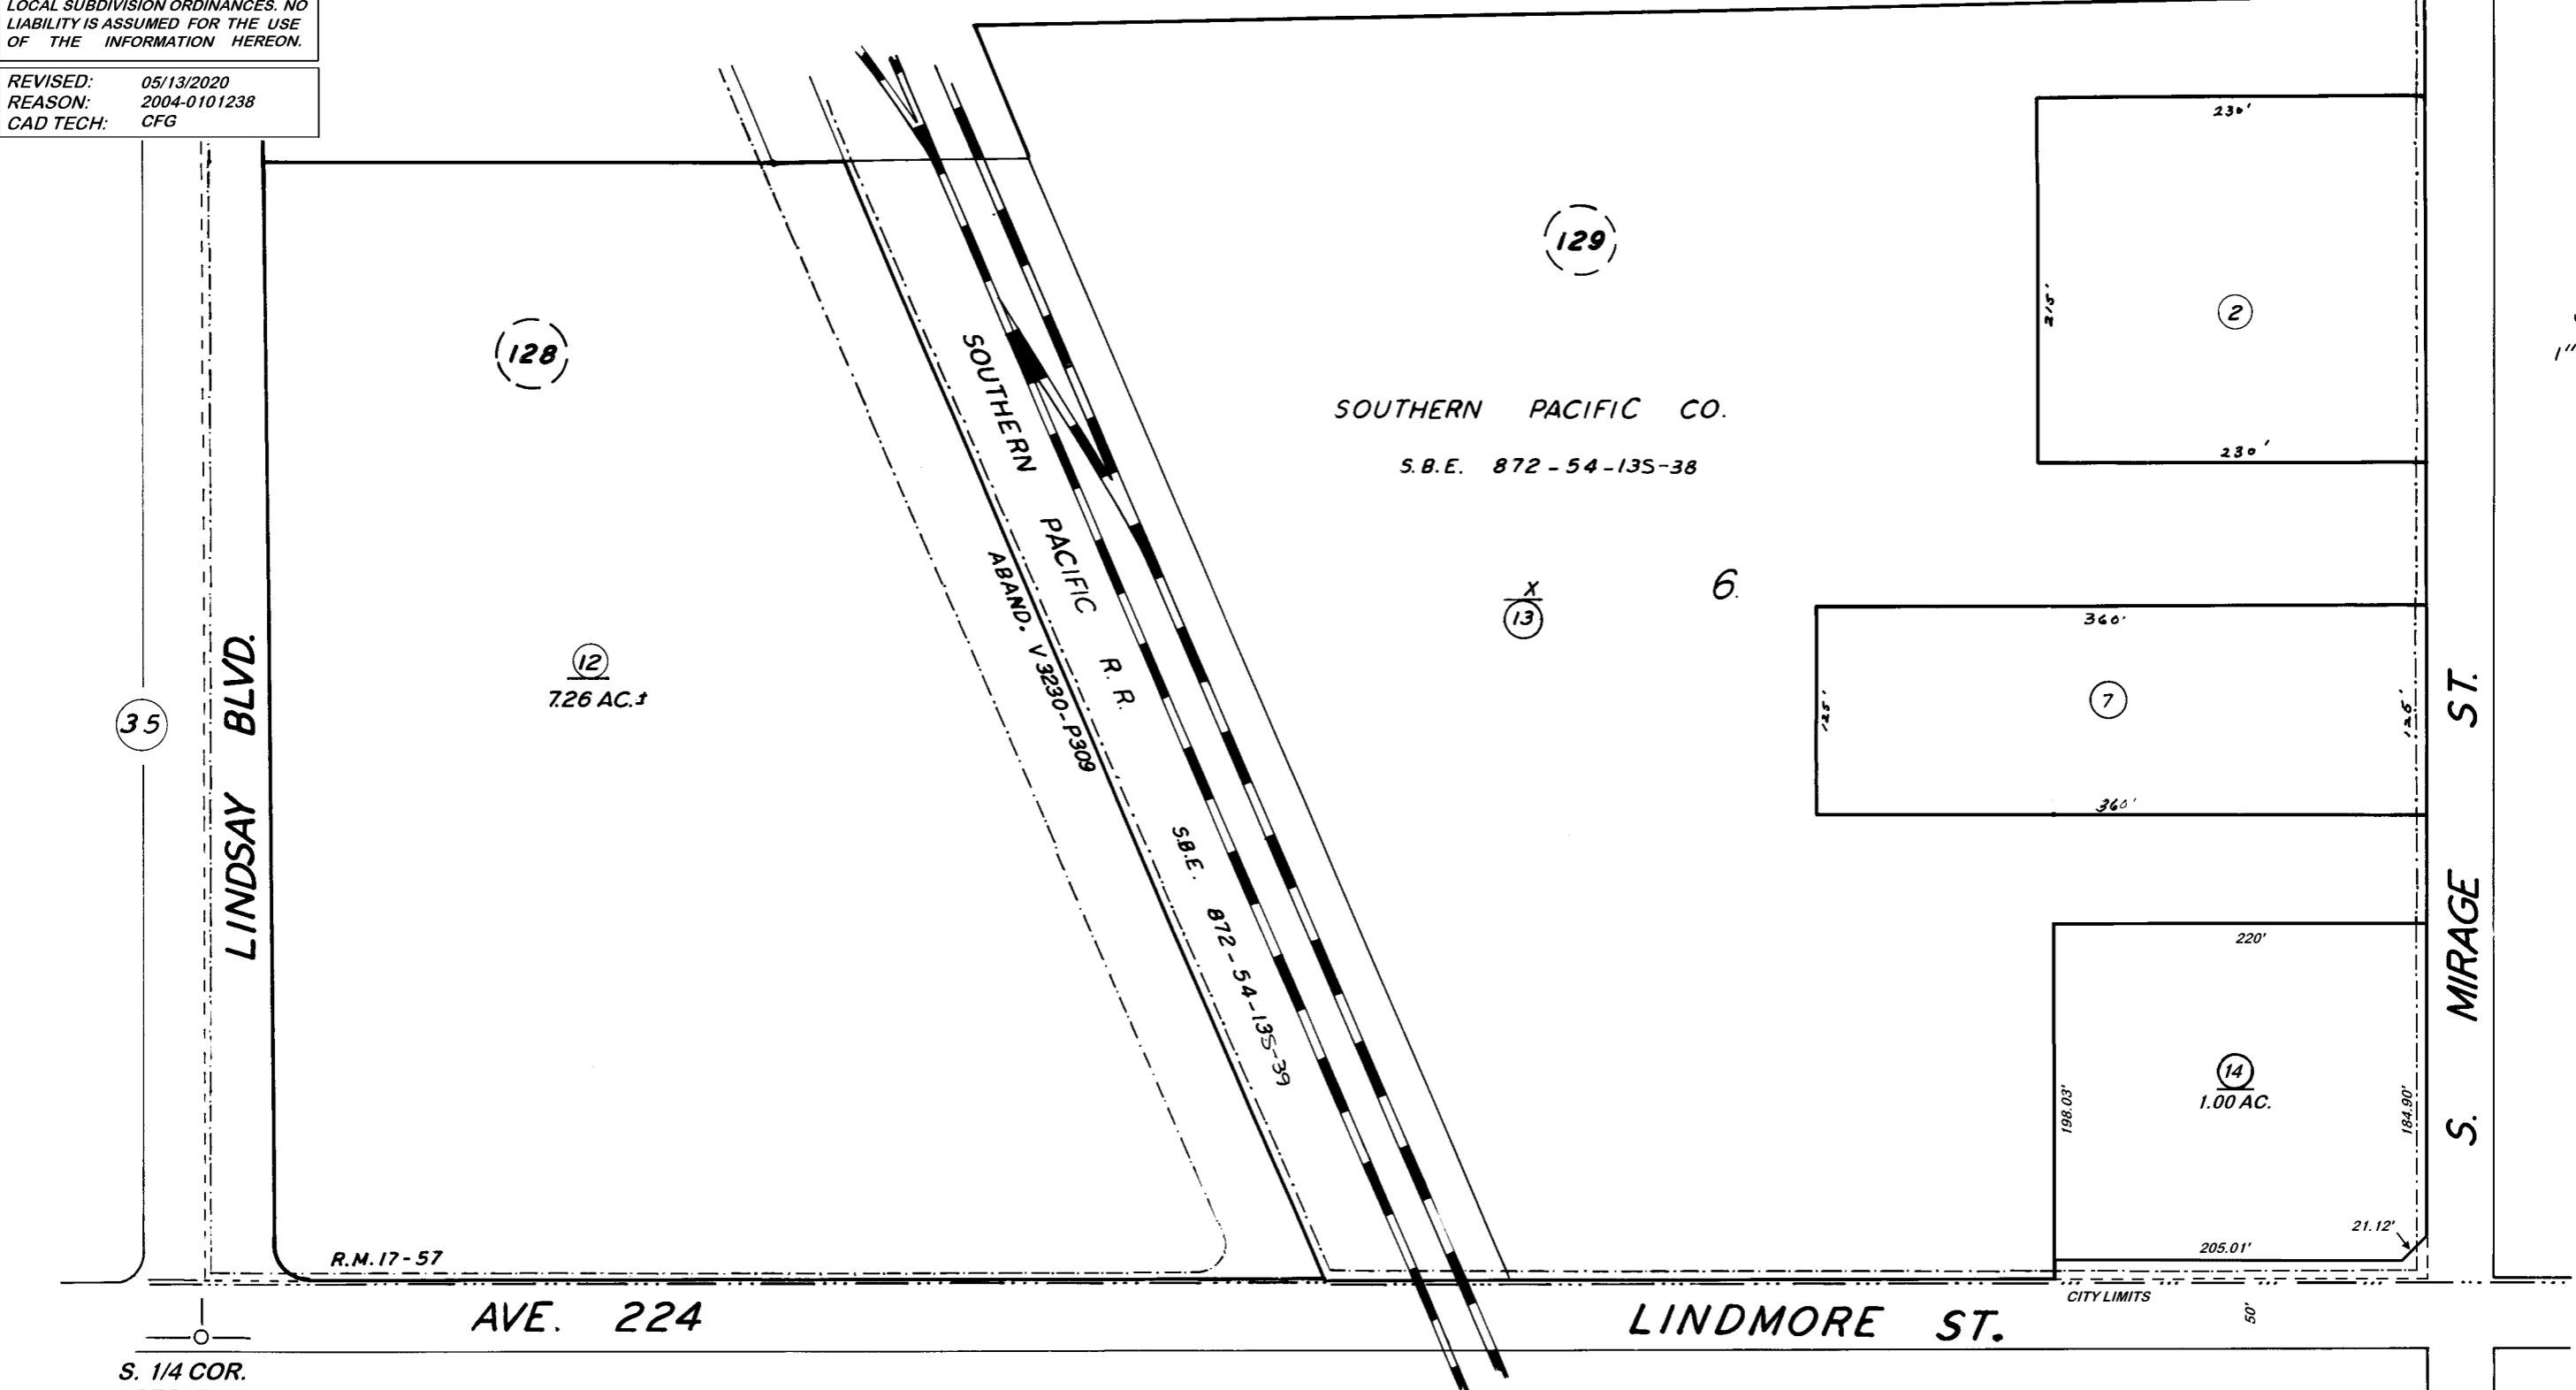 LOCAL SUBDIVISION ORDINANCES. NO
LIABILITY IS ASSUMED FOR THE USE
OF THE INFORMATION HEREON.
REVISED: 05/13/2020
REASON: 2004-0101238
CAD TECH: CFG
230'
129
2
215'
1"
128
SOUTHERN PACIFIC CO.
230'
S.B.E. 872-54-13S-38
SOUTHERN PACIFIC R.R.
ABAND. V 3230-P309
S.B.E. 872-54-13S-39
X
13
6
360'
12
7.26 AC.±
35
LINDSAY BLVD.
7
125'
125'
360'
S. MIRAGE ST.
220'
14
1.00 AC.
198.03'
184.90'
21.12'
205.01'
R.M. 17-57
CITY LIMITS
50'
AVE. 224
LINDMORE ST.
S. 1/4 COR.